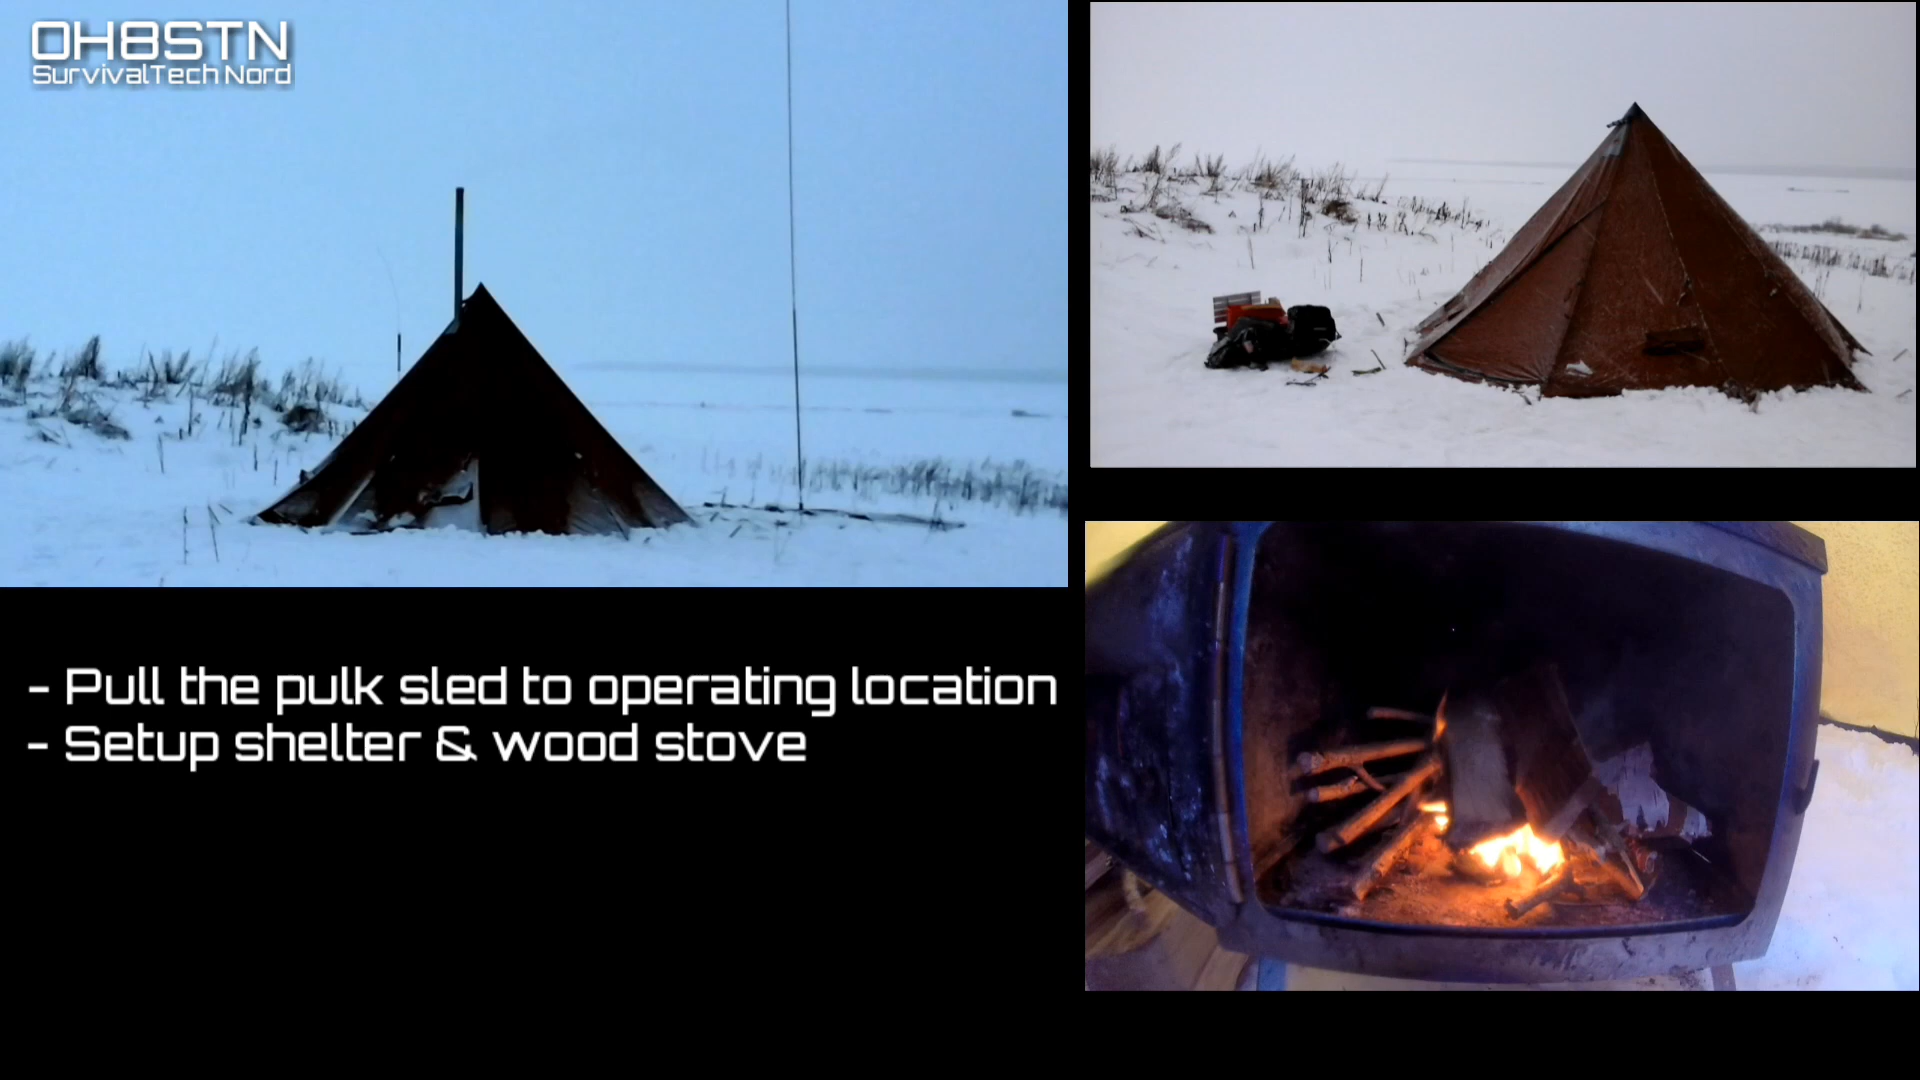 OH8STN
SurvivalTech Nord
- Pull the pulk sled to operating location
- Setup shelter & wood stove